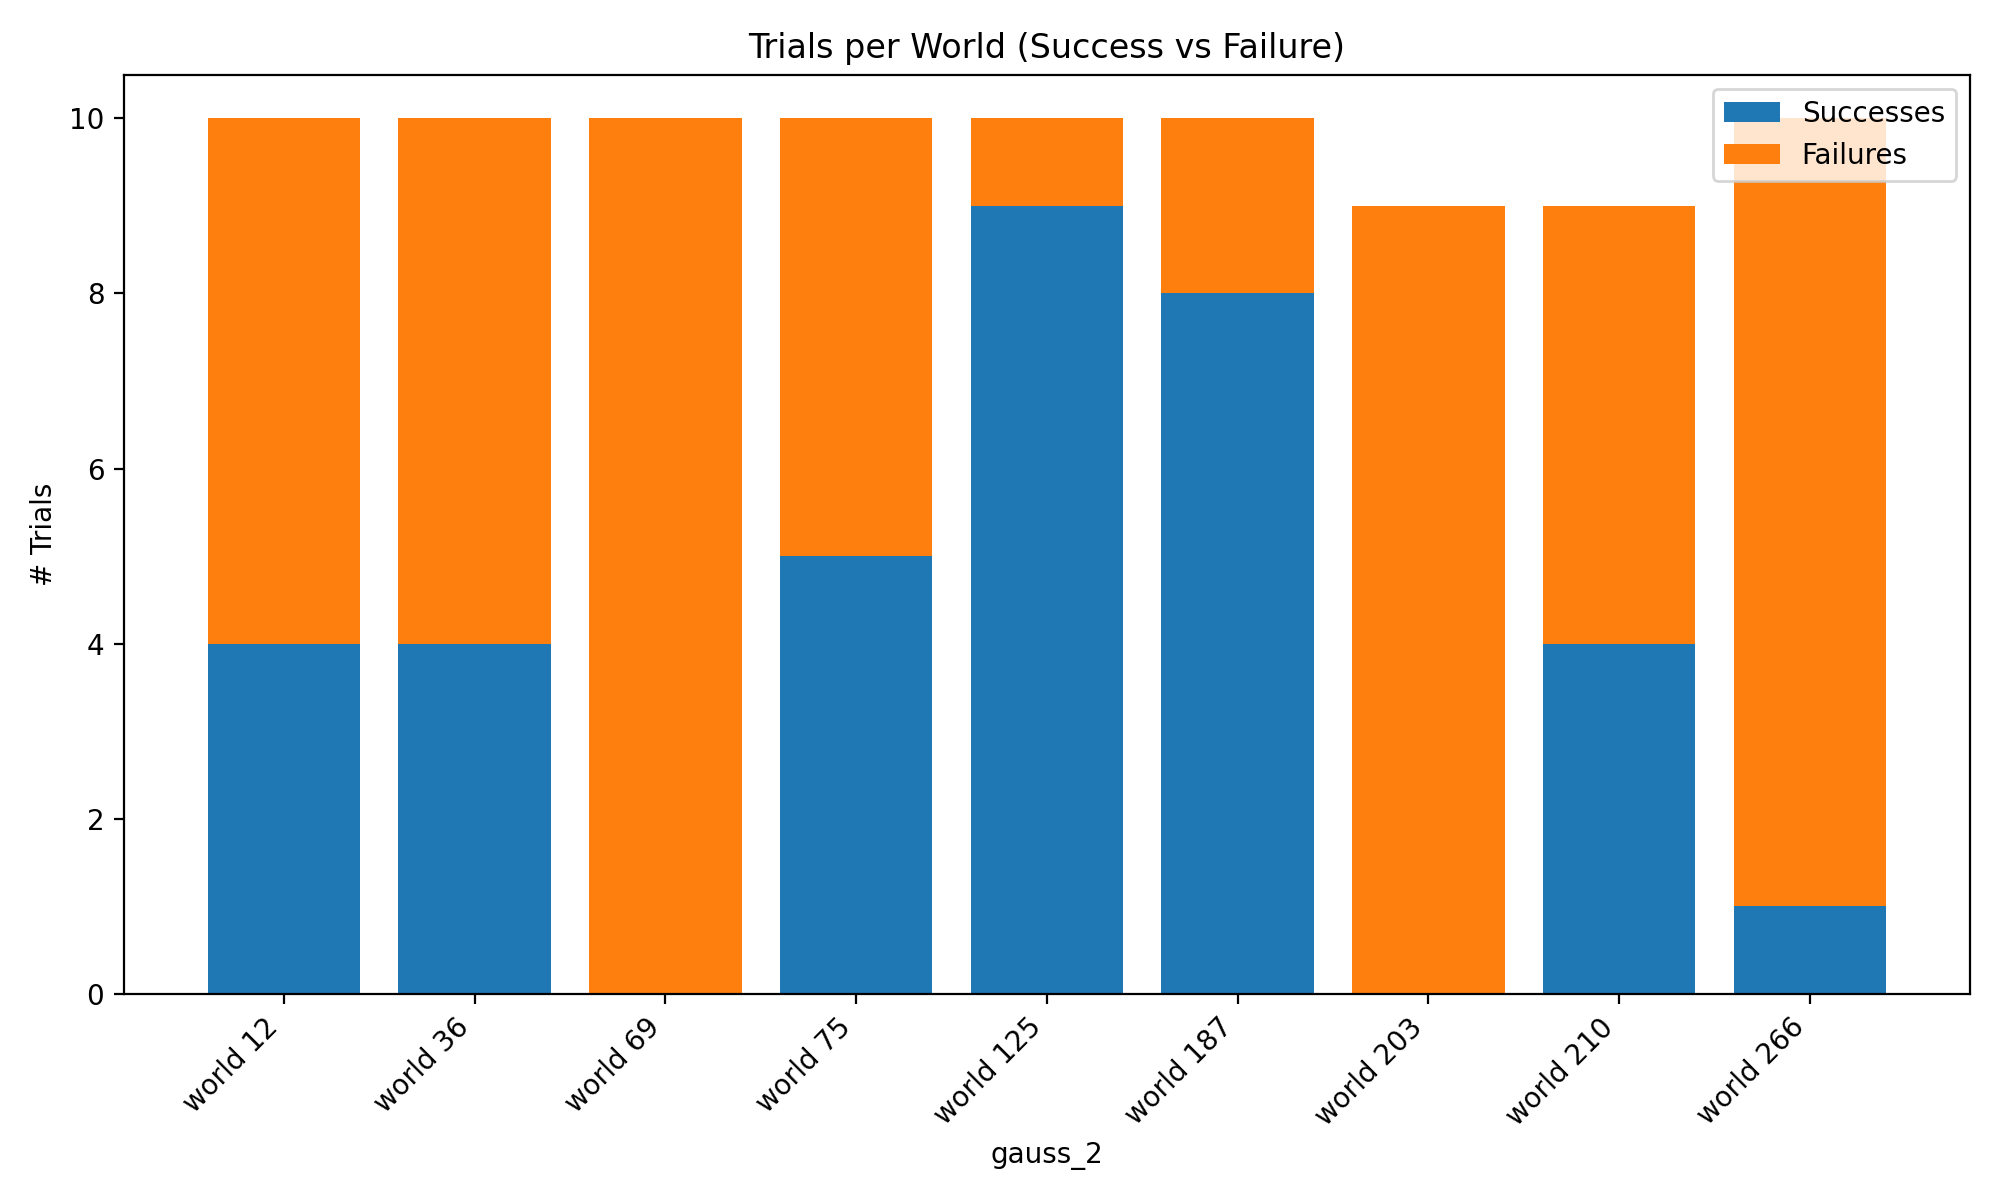 Trials per World (Success vs Failure)
Successes
Failures
# Trials
10
8
6
4
2
0
world 12
world 36
world 69
world 75
world 125
world 187
world 203
world 210
world 266
gauss_2